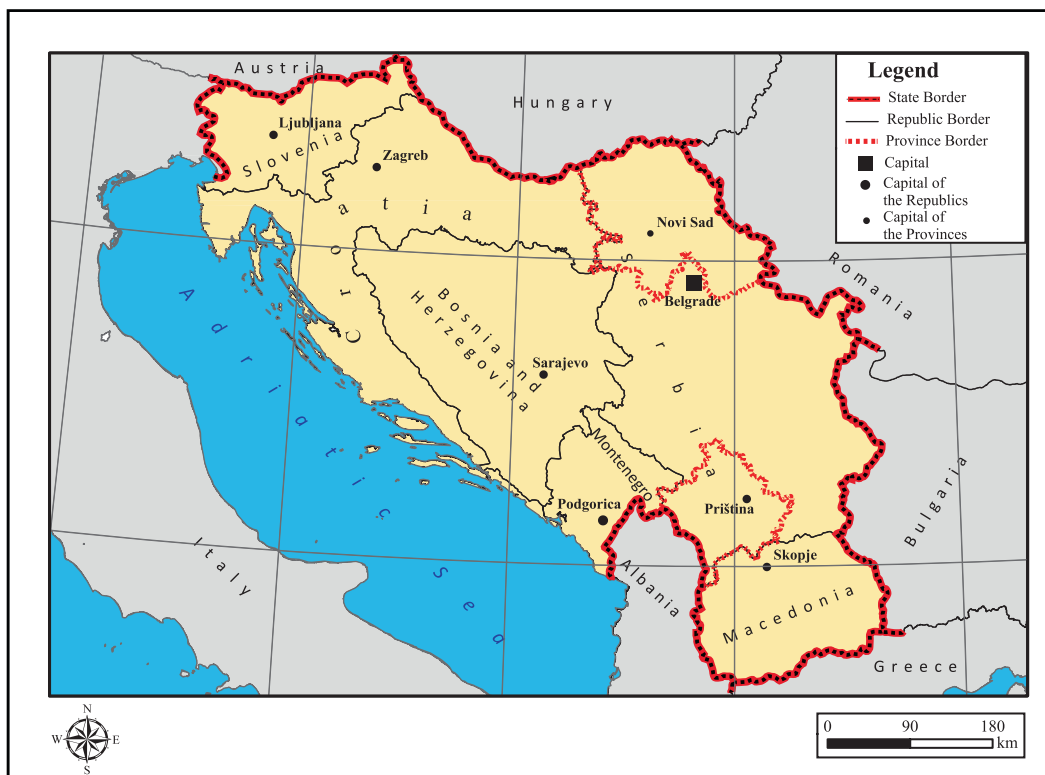 Austria
Hungary
Ljubljana
Slovenia
Zagreb
Croatia
Novi Sad
Serbia
Belgrade
Romania
Bosnia and
Herzegovina
Sarajevo
Adriatic Sea
Montenegro
Podgorica
Priština
Bulgaria
Skopje
Italy
Albania
Macedonia
Greece
Legend
State Border
Republic Border
Province Border
Capital
Capital of
the Republics
Capital of
the Provinces
N
W
E
S
0 90 180
km